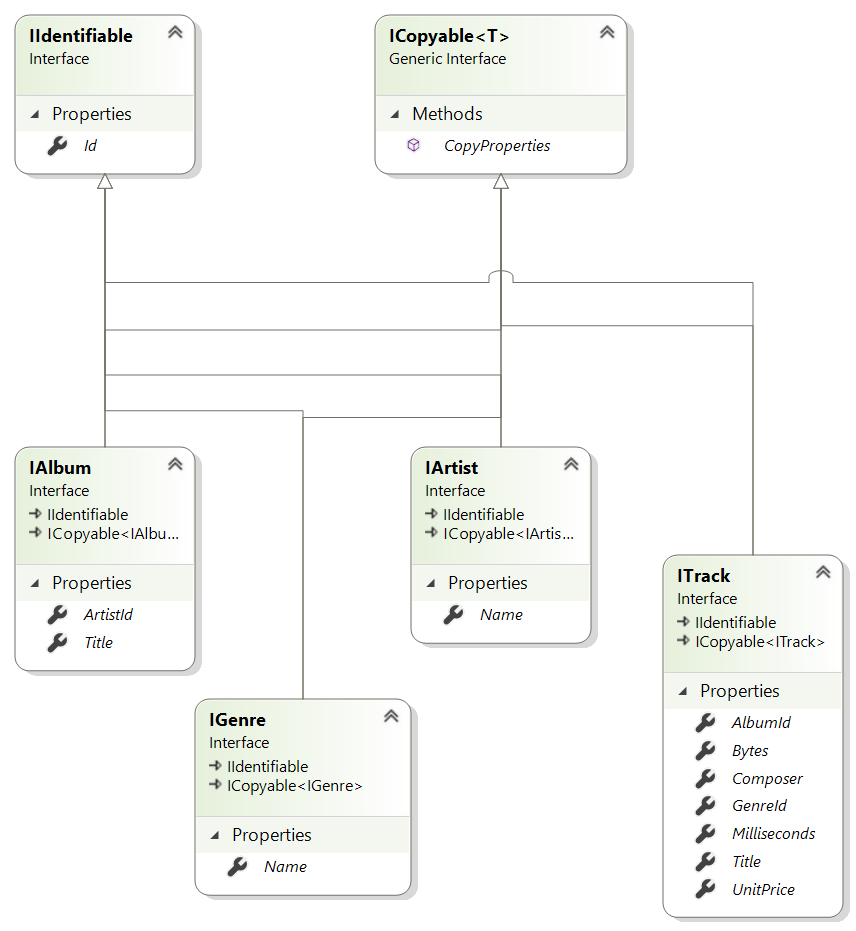 IIdentifiable
Interface
Properties
Id
ICopyable<T>
Generic Interface
Methods
CopyProperties
IAlbum
Interface
IIdentifiable
ICopyable<IAlbu...
Properties
ArtistId
Title
IArtist
Interface
IIdentifiable
ICopyable<IArtis...
Properties
Name
ITrack
Interface
IIdentifiable
ICopyable<ITrack>
Properties
AlbumId
Bytes
Composer
GenreId
Milliseconds
Title
UnitPrice
IGenre
Interface
IIdentifiable
ICopyable<IGenre>
Properties
Name